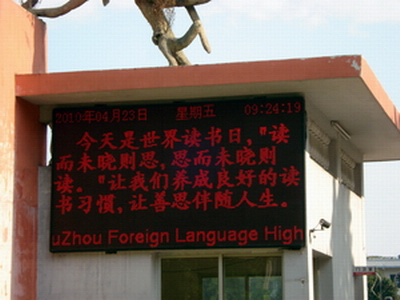 2010年04月23日 星期五 09:24:19
今天是世界读书日,"读
而未晓则思,思而未晓则
读。"让我们养成良好的读
书习惯,让善思伴随人生。
uZhou Foreign Language High